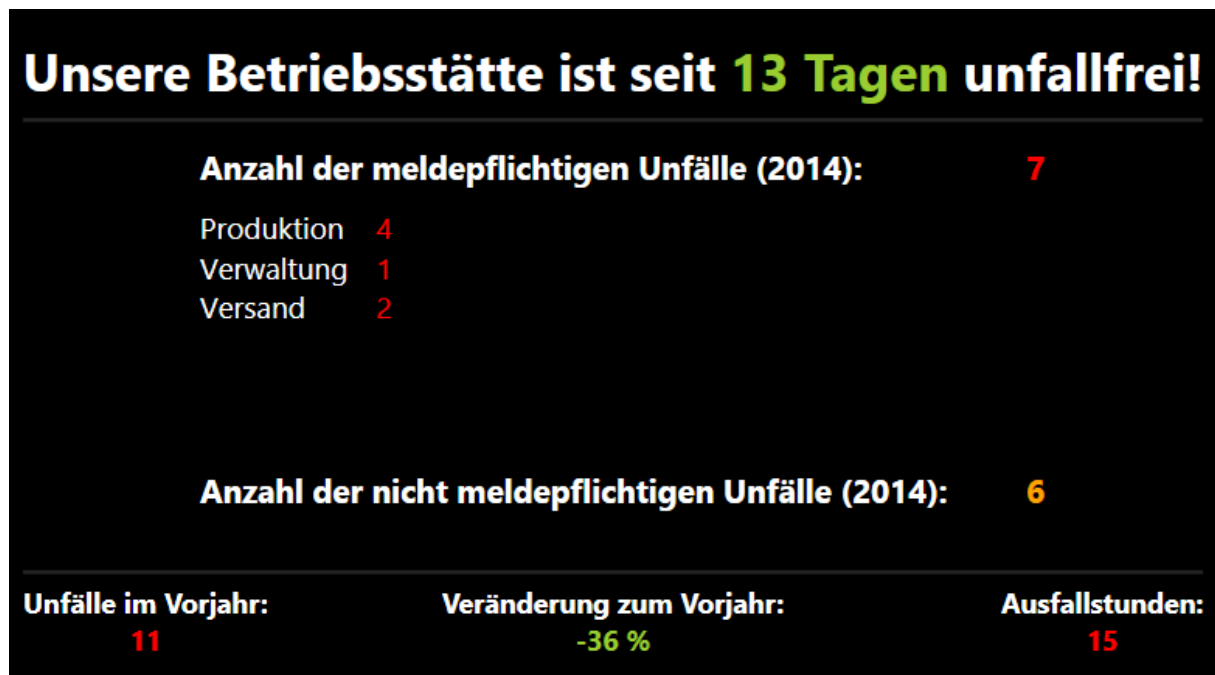 Unsere Betriebsstätte ist seit 13 Tagen unfallfrei!
Anzahl der meldepflichtigen Unfälle (2014): 7
Produktion 4
Verwaltung 1
Versand 2
Anzahl der nicht meldepflichtigen Unfälle (2014): 6
Unfälle im Vorjahr: Veränderung zum Vorjahr: Ausfallstunden:
11 -36 % 15